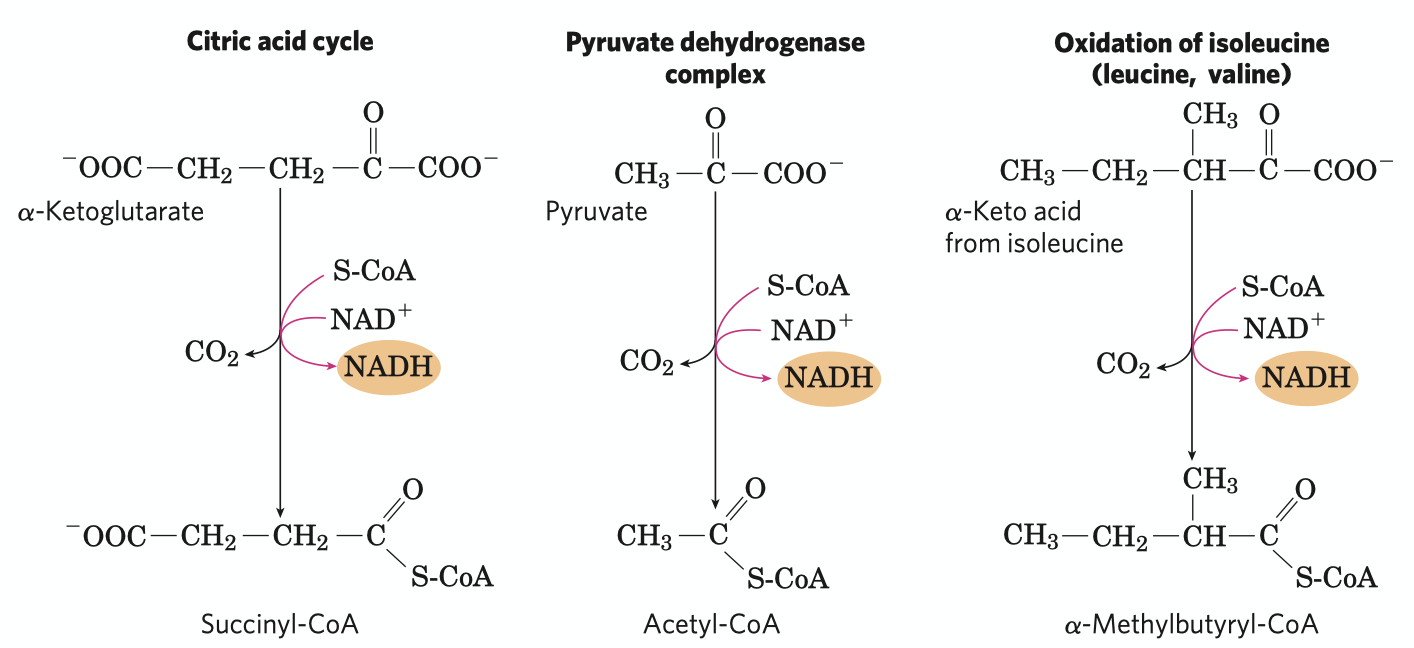 Citric acid cycle
O
⁻OOC—CH₂—CH₂—C—COO⁻
α-Ketoglutarate
S-CoA
NAD⁺
CO₂
NADH
O
⁻OOC—CH₂—CH₂—C
S-CoA
Succinyl-CoA
Pyruvate dehydrogenase
complex
O
CH₃—C—COO⁻
Pyruvate
S-CoA
NAD⁺
CO₂
NADH
O
CH₃—C
S-CoA
Acetyl-CoA
Oxidation of isoleucine
(leucine, valine)
CH₃ O
CH₃—CH₂—CH—C—COO⁻
α-Keto acid
from isoleucine
S-CoA
NAD⁺
CO₂
NADH
CH₃
O
CH₃—CH₂—CH—C
S-CoA
α-Methylbutyryl-CoA